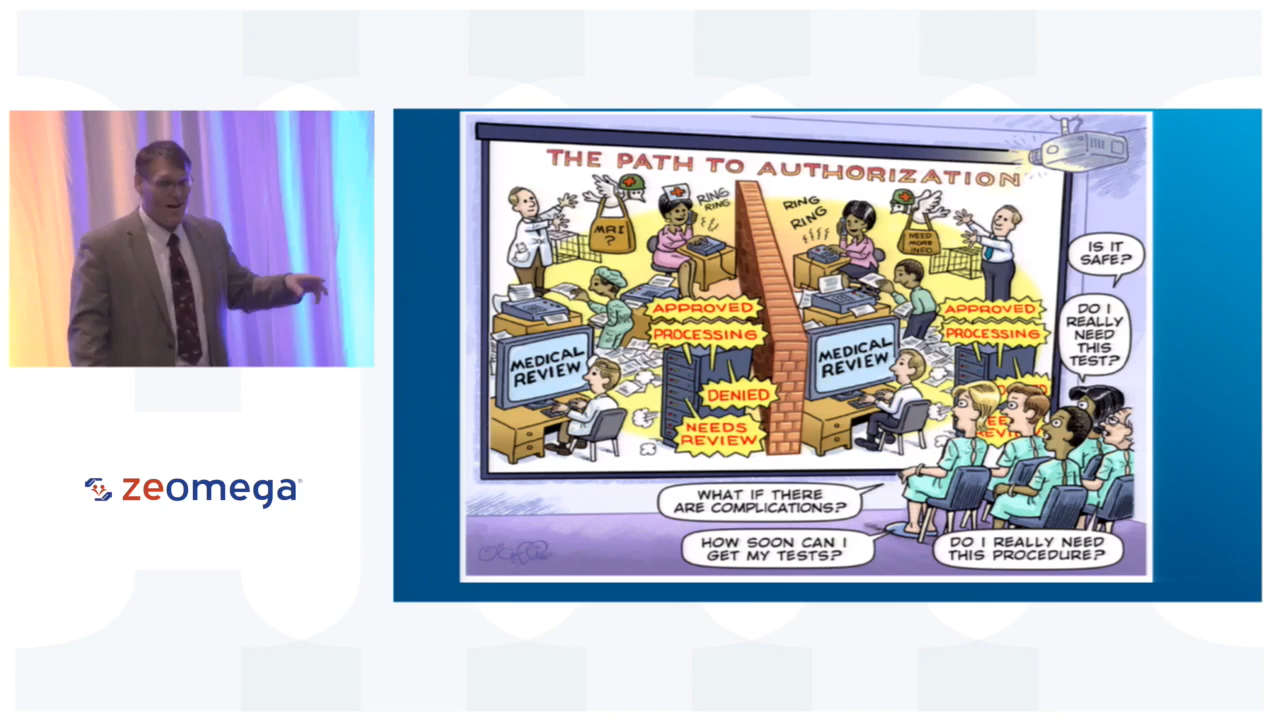 zeomega
THE PATH TO AUTHORIZATION
MRI
?
RING
RING
RING
RING
NEED
MORE
INFO
IS IT
SAFE?
APPROVED
PROCESSING
MEDICAL
REVIEW
DENIED
NEEDS
REVIEW
APPROVED
PROCESSING
MEDICAL
REVIEW
DO I
REALLY
NEED
THIS
TEST?
WHAT IF THERE
ARE COMPLICATIONS?
HOW SOON CAN I
GET MY TESTS?
DO I REALLY NEED
THIS PROCEDURE?